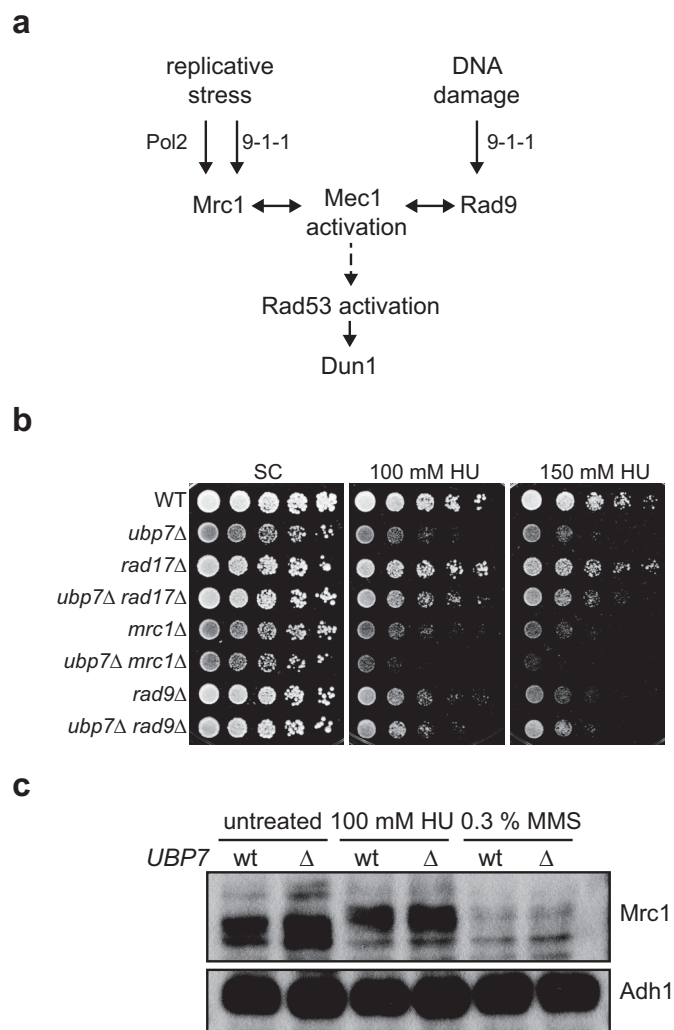 a
replicative
stress
DNA
damage
Pol2
9-1-1
9-1-1
Mrc1
Mec1
activation
Rad9
Rad53 activation
Dun1
b
SC
100 mM HU
150 mM HU
WT
ubp7Δ
rad17Δ
ubp7Δ rad17Δ
mrc1Δ
ubp7Δ mrc1Δ
rad9Δ
ubp7Δ rad9Δ
c
untreated 100 mM HU 0.3 % MMS
UBP7 wt Δ wt Δ wt Δ
Mrc1
Adh1